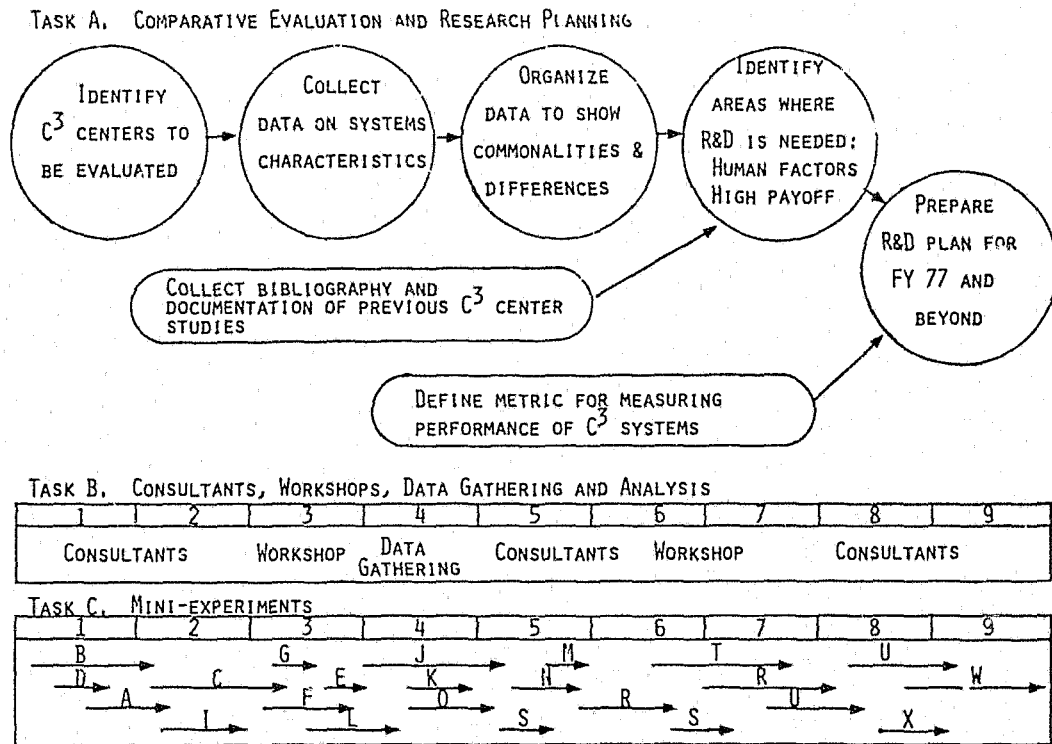 TASK A. COMPARATIVE EVALUATION AND RESEARCH PLANNING
IDENTIFY
C³ CENTERS TO
BE EVALUATED
COLLECT
DATA ON SYSTEMS
CHARACTERISTICS
ORGANIZE
DATA TO SHOW
COMMONALITIES &
DIFFERENCES
IDENTIFY
AREAS WHERE
R&D IS NEEDED:
HUMAN FACTORS
HIGH PAYOFF
PREPARE
R&D PLAN FOR
FY 77 AND
BEYOND
COLLECT BIBLIOGRAPHY AND
DOCUMENTATION OF PREVIOUS C³ CENTER
STUDIES
DEFINE METRIC FOR MEASURING
PERFORMANCE OF C³ SYSTEMS
TASK B. CONSULTANTS, WORKSHOPS, DATA GATHERING AND ANALYSIS
1 2 3 4 5 6 7 8 9
CONSULTANTS WORKSHOP DATA GATHERING CONSULTANTS WORKSHOP CONSULTANTS
TASK C. MINI-EXPERIMENTS
1 2 3 4 5 6 7 8 9
B G J M T U
D C E K N R W
A F O R U
I L S S X